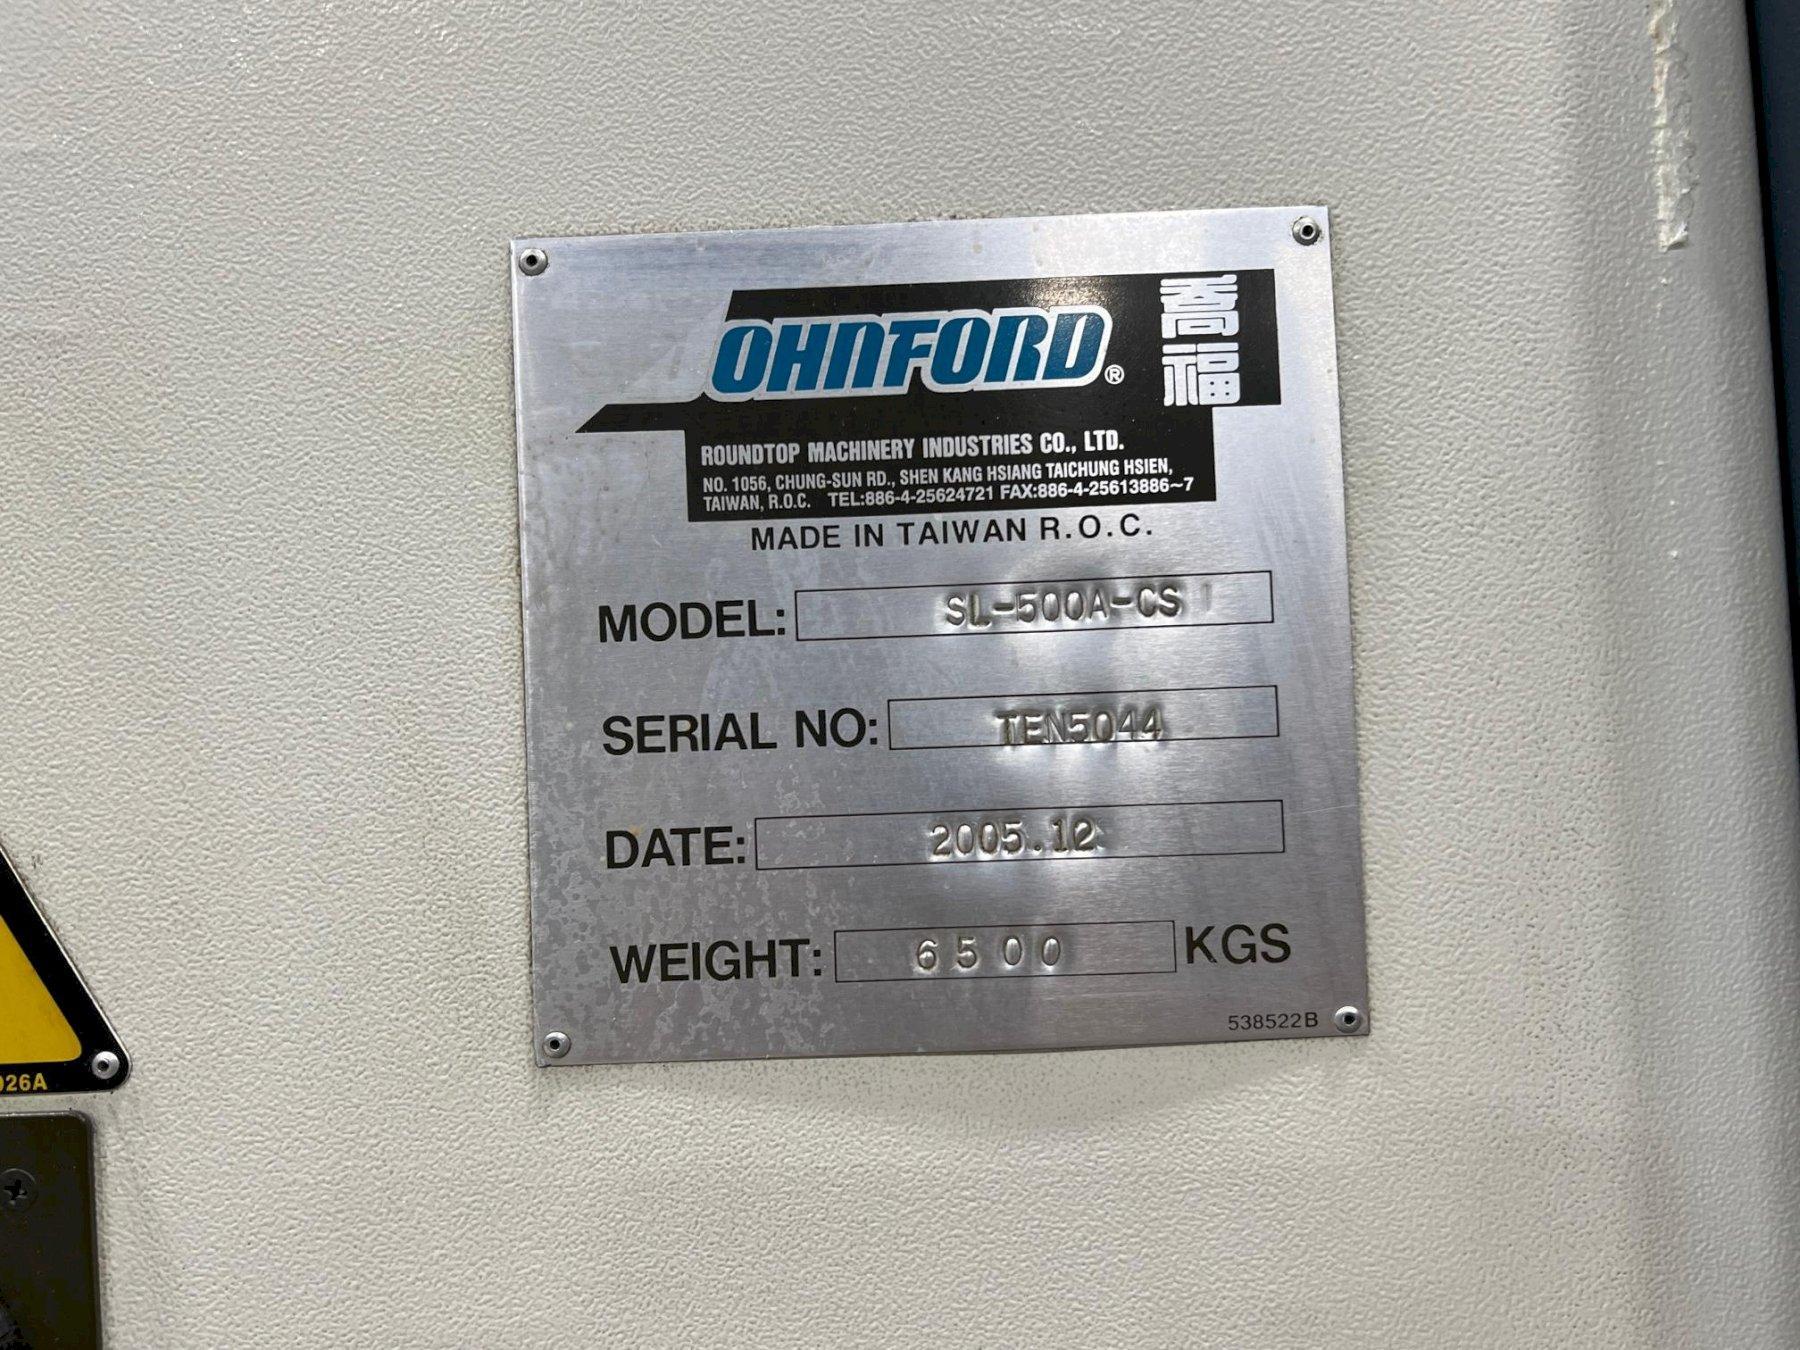 OHNFORD®
喬福
ROUNDTOP MACHINERY INDUSTRIES CO., LTD.
NO. 1056, CHUNG-SUN RD., SHEN KANG HSIANG TAICHUNG HSIEN,
TAIWAN, R.O.C. TEL:886-4-25624721 FAX:886-4-25613886~7
MADE IN TAIWAN R.O.C.
MODEL: SL-500A-CS
SERIAL NO: TEN5044
DATE: 2005.12
WEIGHT: 6500 KGS
538522B
026A